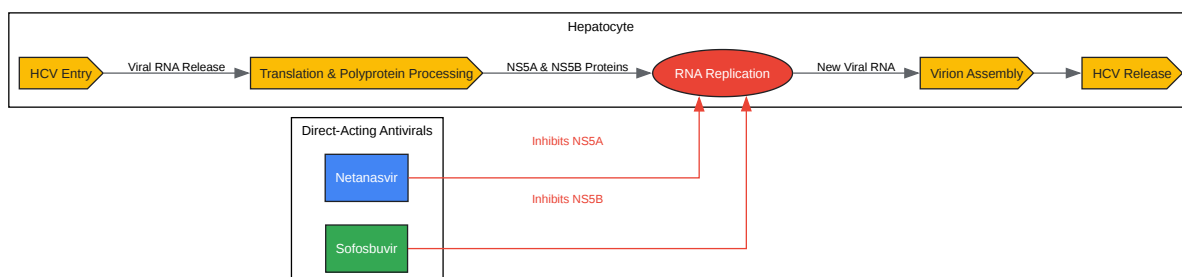 Hepatocyte
HCV Entry
Viral RNA Release
Translation & Polyprotein Processing
NS5A & NS5B Proteins
RNA Replication
New Viral RNA
Virion Assembly
HCV Release
Direct-Acting Antivirals
Inhibits NS5A
Netanasvir
Inhibits NS5B
Sofosbuvir